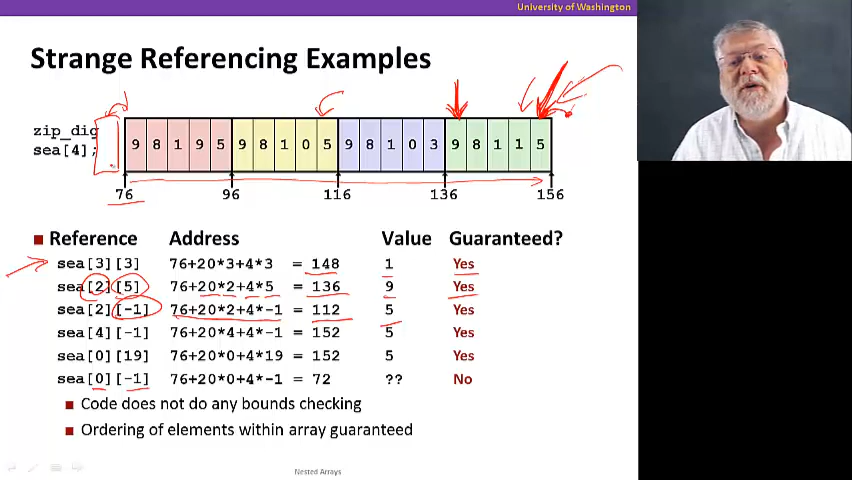 University of Washington
Strange Referencing Examples
zip_dig
sea[4];
9 8 1 9 5 9 8 1 0 5 9 8 1 0 3 9 8 1 1 5
76 96 116 136 156
Reference Address Value Guaranteed?
sea[3][3] 76+20*3+4*3 = 148 1 Yes
sea[2][5] 76+20*2+4*5 = 136 9 Yes
sea[2][-1] 76+20*2+4*-1 = 112 5 Yes
sea[4][-1] 76+20*4+4*-1 = 152 5 Yes
sea[0][19] 76+20*0+4*19 = 152 5 Yes
sea[0][-1] 76+20*0+4*-1 = 72 ?? No
Code does not do any bounds checking
Ordering of elements within array guaranteed
Nested Arrays